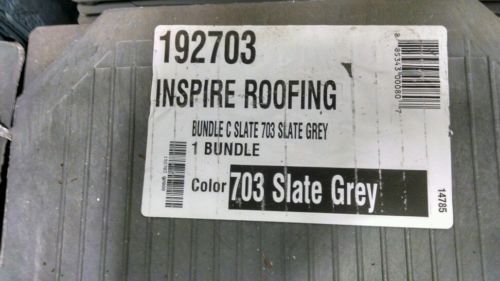 192703
INSPIRE ROOFING
BUNDLE C SLATE 703 SLATE GREY
1 BUNDLE
Color 703 Slate Grey
14785